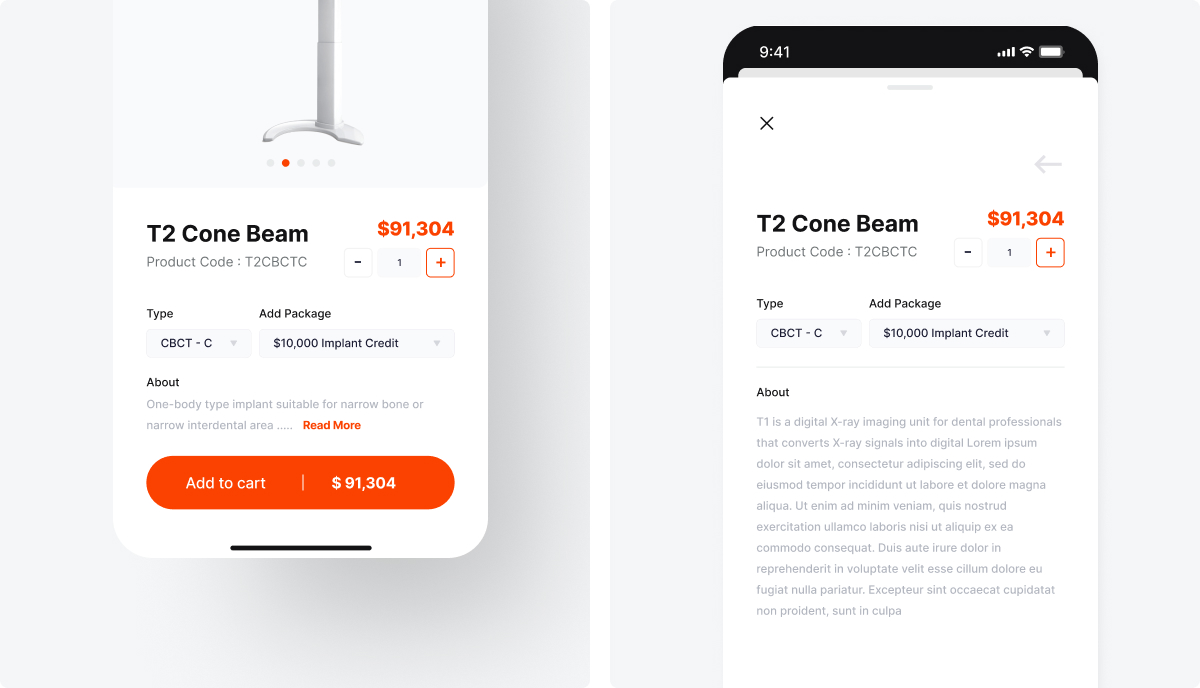 T2 Cone Beam
$91,304
Product Code : T2CBCTC
- 1 +
Type
Add Package
CBCT - C
$10,000 Implant Credit
About
One-body type implant suitable for narrow bone or
narrow interdental area ..... Read More
Add to cart | $ 91,304
9:41
T2 Cone Beam
$91,304
Product Code : T2CBCTC
- 1 +
Type
Add Package
CBCT - C
$10,000 Implant Credit
About
T1 is a digital X-ray imaging unit for dental professionals
that converts X-ray signals into digital Lorem ipsum
dolor sit amet, consectetur adipiscing elit, sed do
eiusmod tempor incididunt ut labore et dolore magna
aliqua. Ut enim ad minim veniam, quis nostrud
exercitation ullamco laboris nisi ut aliquip ex ea
commodo consequat. Duis aute irure dolor in
reprehenderit in voluptate velit esse cillum dolore eu
fugiat nulla pariatur. Excepteur sint occaecat cupidatat
non proident, sunt in culpa